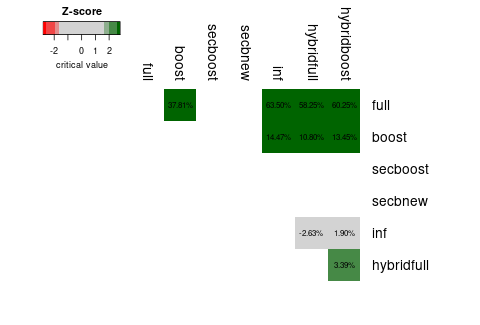 Z-score
-2 0 1 2
critical value
full boost secboost secbnew inf hybridfull hybridboost
37.81% 63.50% 58.25% 60.25% full
14.47% 10.80% 13.45% boost
secboost
secbnew
-2.63% 1.90% inf
3.39% hybridfull